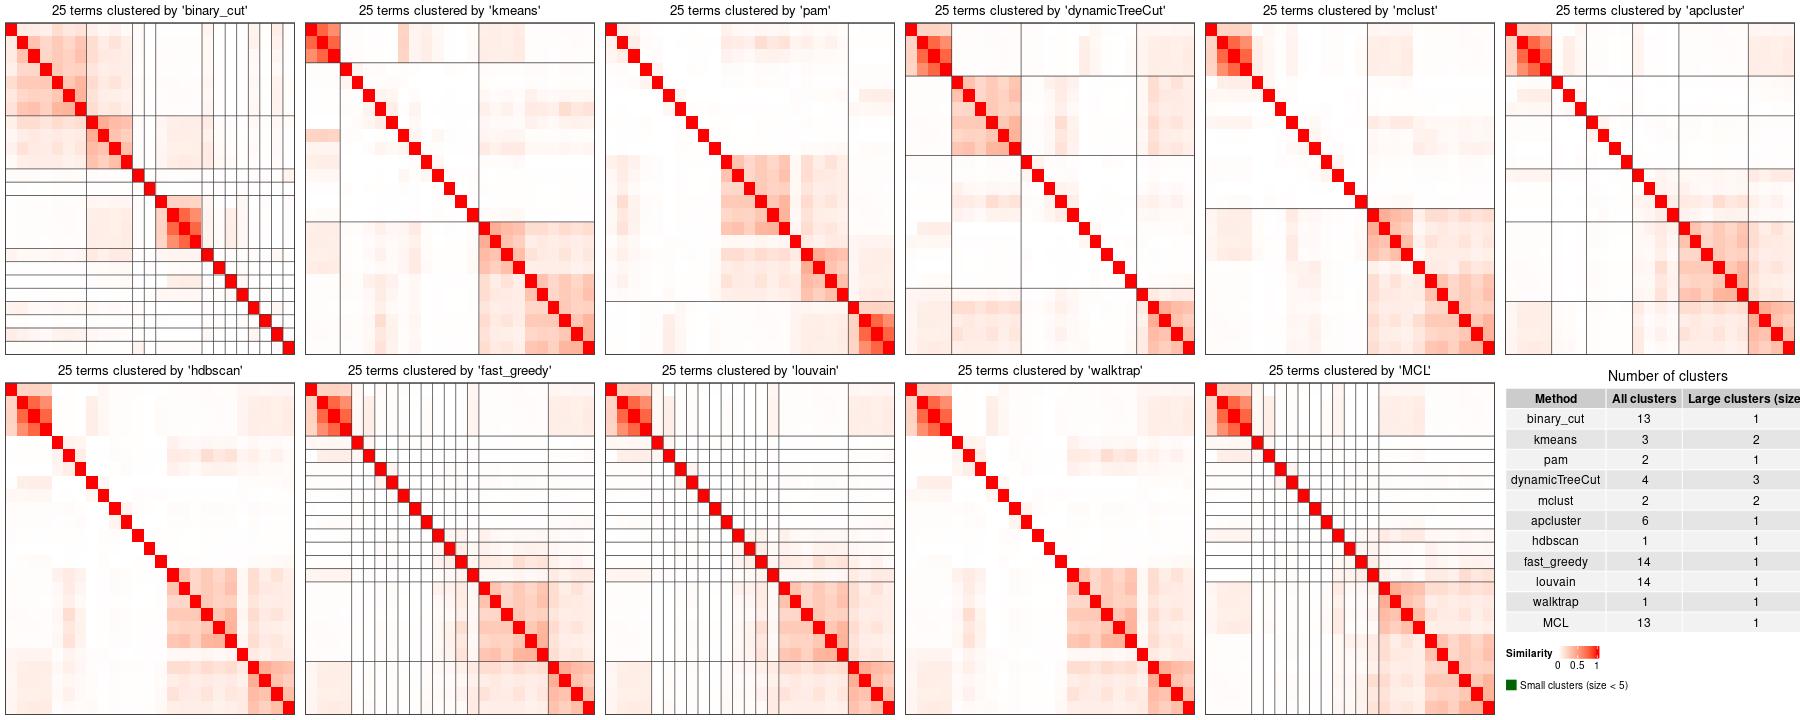 25 terms clustered by 'binary_cut'
25 terms clustered by 'kmeans'
25 terms clustered by 'pam'
25 terms clustered by 'dynamicTreeCut'
25 terms clustered by 'mclust'
25 terms clustered by 'apcluster'
25 terms clustered by 'hdbscan'
25 terms clustered by 'fast_greedy'
25 terms clustered by 'louvain'
25 terms clustered by 'walktrap'
25 terms clustered by 'MCL'
Number of clusters
Method All clusters Large clusters (size
binary_cut 13 1
kmeans 3 2
pam 2 1
dynamicTreeCut 4 3
mclust 2 2
apcluster 6 1
hdbscan 1 1
fast_greedy 14 1
louvain 14 1
walktrap 1 1
MCL 13 1
Similarity
0 0.5 1
Small clusters (size < 5)